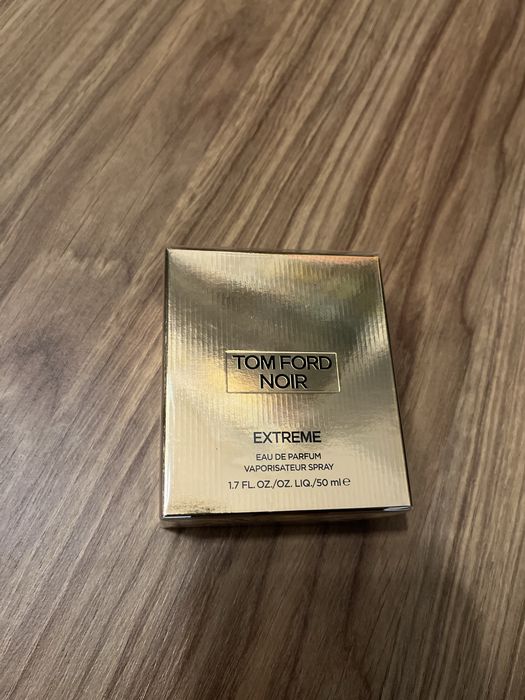 TOM FORD
NOIR
EXTREME
EAU DE PARFUM
VAPORISATEUR SPRAY
1.7 FL. OZ./OZ. LIQ./50 ml ℮